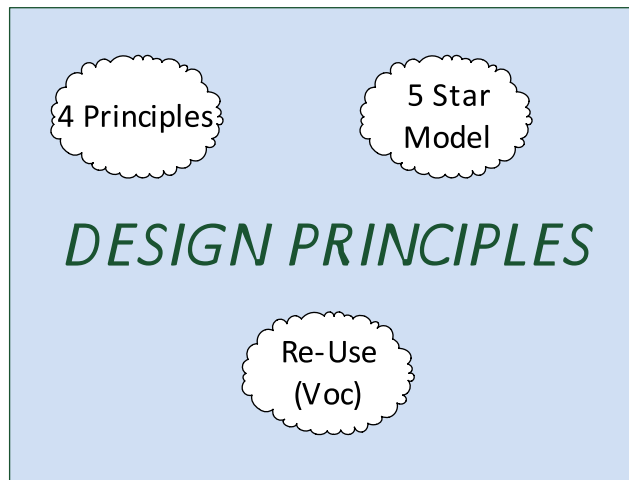 4 Principles
5 Star
Model
DESIGN PRINCIPLES
Re-Use
(Voc)